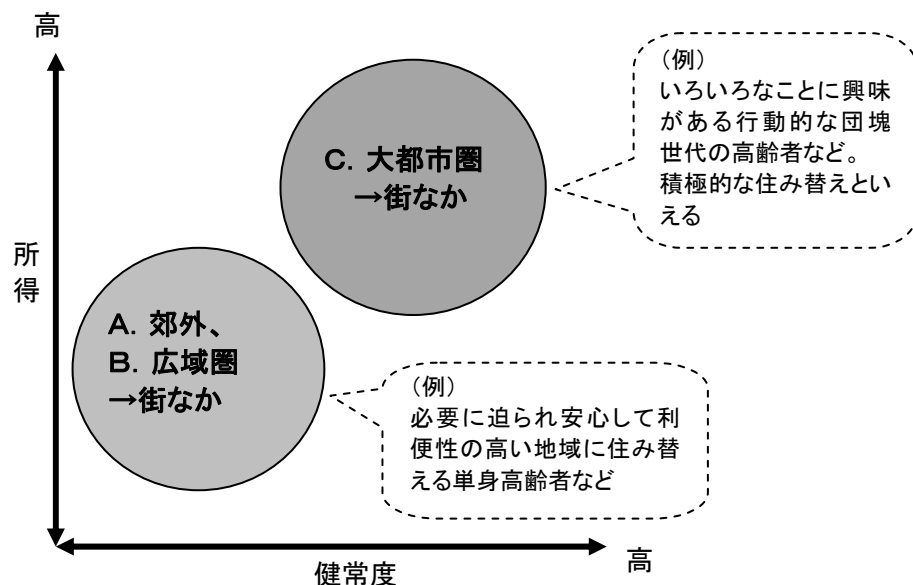 高
（例）
いろいろなことに興味
がある行動的な団塊
世代の高齢者など。
積極的な住み替えとい
える
C．大都市圏
→街なか
所
得
A．郊外、
B．広域圏
→街なか
（例）
必要に迫られ安心して利
便性の高い地域に住み替
える単身高齢者など
健常度
高